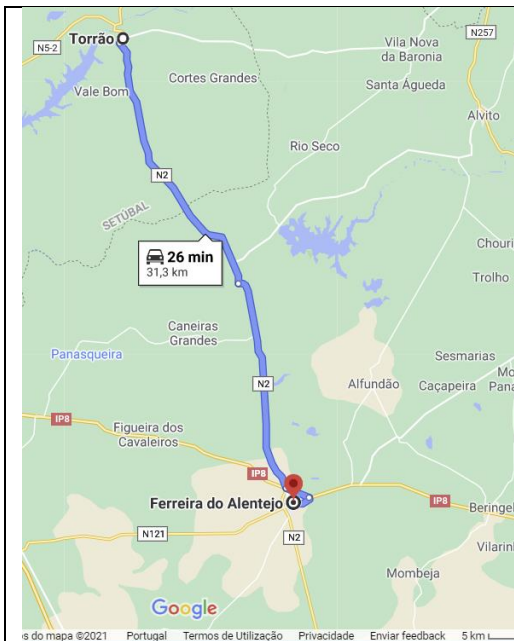 Torrão
N5-2
Vila Nova
da Baronia
N257
Cortes Grandes
Santa Águeda
Vale Bom
Alvito
Rio Seco
N2
SETÚBAL
26 min
31,3 km
Trolho
Caneiras
Grandes
Panasqueira
Sesmarias
N2
Alfundão
Caçapeira
IP8
Figueira dos
Cavaleiros
IP8
Ferreira do Alentejo
IP8
N121
N2
Mombeja
Google
os do mapa ©2021 Portugal Termos de Utilização Privacidade Enviar feedback 5 km